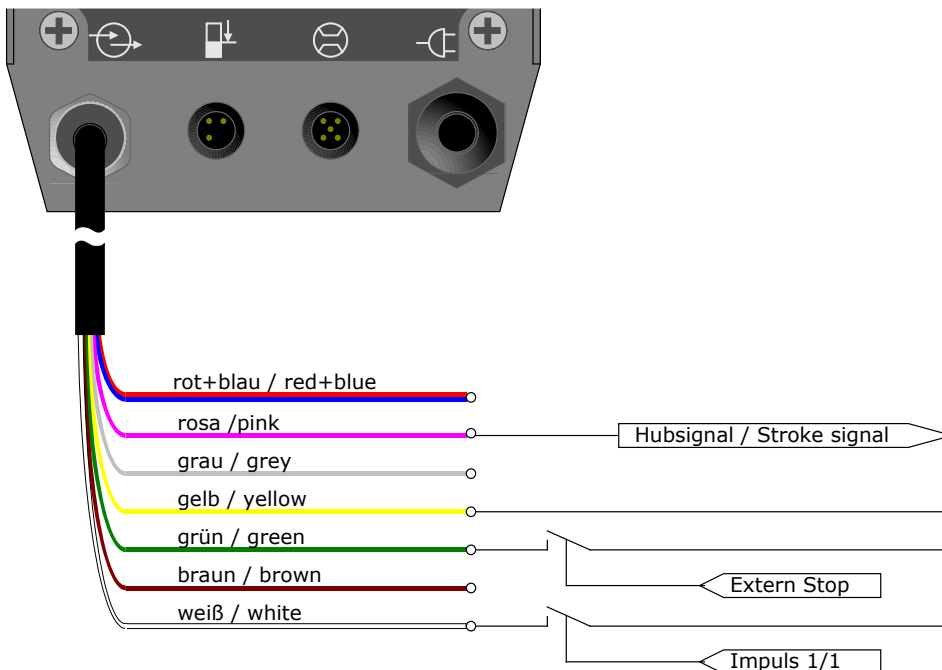 rot+blau / red+blue
rosa /pink
Hubsignal / Stroke signal
grau / grey
gelb / yellow
grün / green
braun / brown
Extern Stop
weiß / white
Impuls 1/1